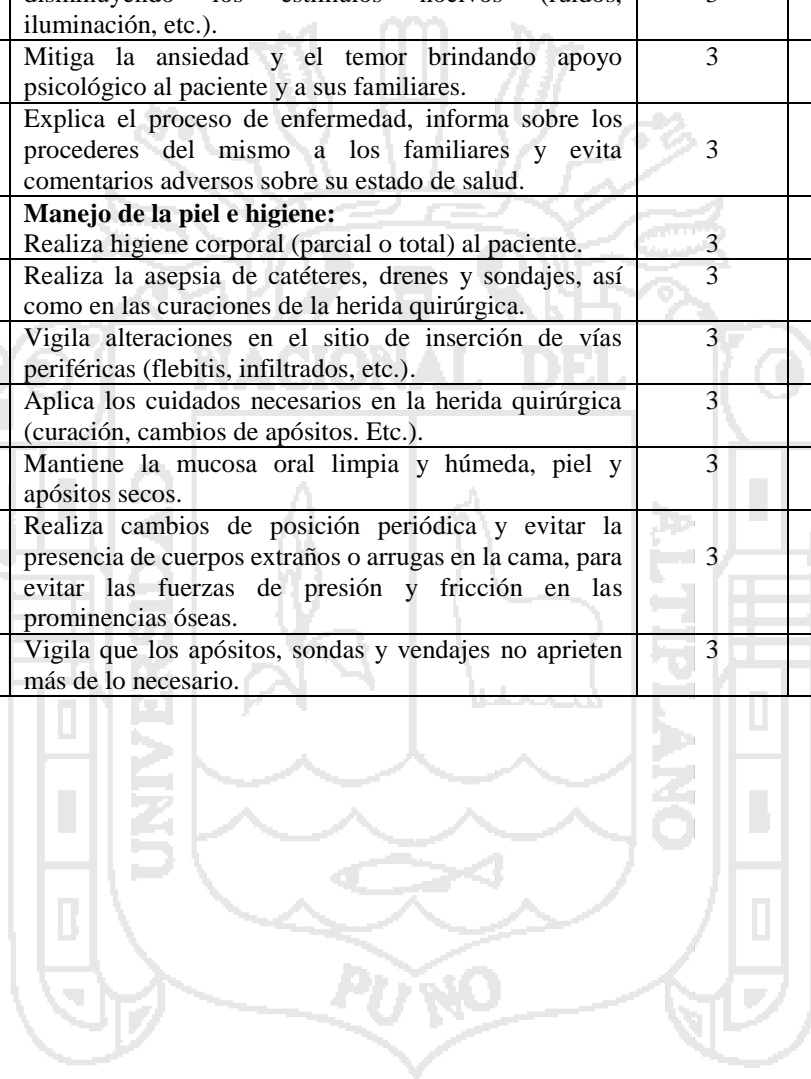 disminuyendo los estímulos nocivos (ruidos, 3
iluminación, etc.).
Mitiga la ansiedad y el temor brindando apoyo 3
psicológico al paciente y a sus familiares.
Explica el proceso de enfermedad, informa sobre los
procederes del mismo a los familiares y evita 3
comentarios adversos sobre su estado de salud.
Manejo de la piel e higiene:
Realiza higiene corporal (parcial o total) al paciente. 3
Realiza la asepsia de catéteres, drenes y sondajes, así 3
como en las curaciones de la herida quirúrgica.
Vigila alteraciones en el sitio de inserción de vías 3
periféricas (flebitis, infiltrados, etc.).
Aplica los cuidados necesarios en la herida quirúrgica 3
(curación, cambios de apósitos. Etc.).
Mantiene la mucosa oral limpia y húmeda, piel y 3
apósitos secos.
Realiza cambios de posición periódica y evitar la
presencia de cuerpos extraños o arrugas en la cama, para 3
evitar las fuerzas de presión y fricción en las
prominencias óseas.
Vigila que los apósitos, sondas y vendajes no aprieten 3
más de lo necesario.
NACIONAL DEL
UNIVERSIDAD
ALTIPLANO
PUNO